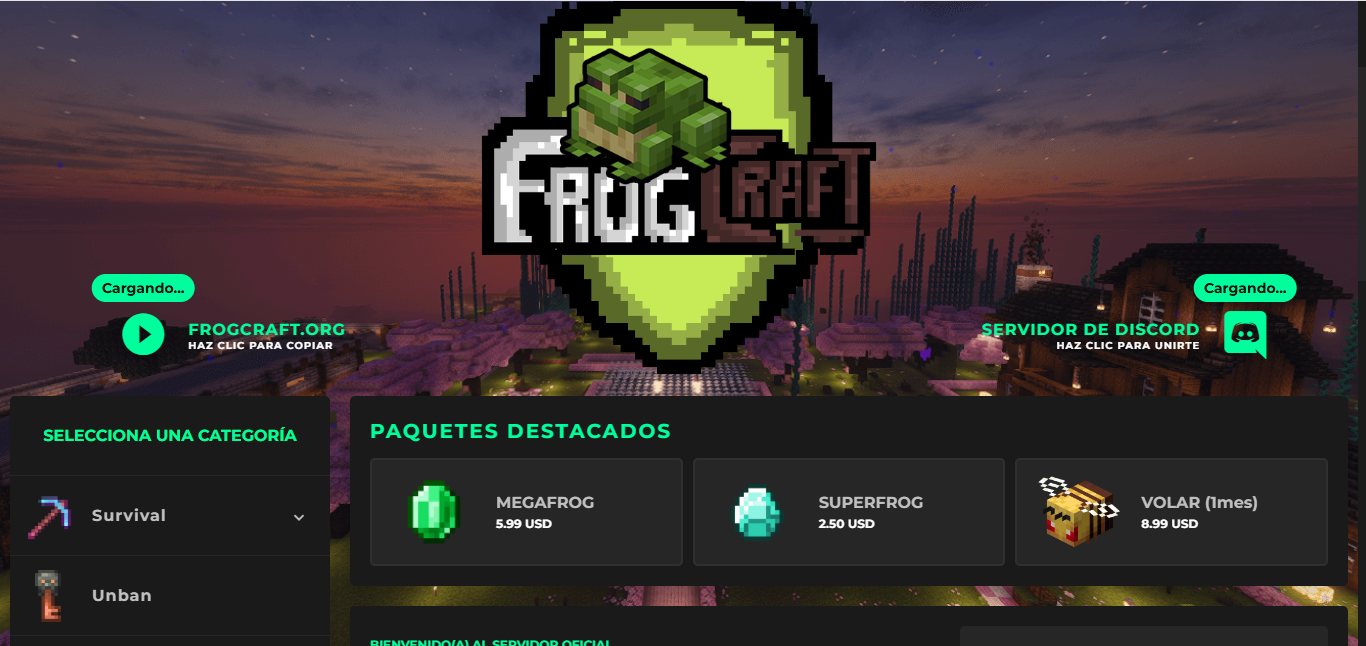 FROG CRAFT
Cargando...
FROGCRAFT.ORG
HAZ CLIC PARA COPIAR
Cargando...
SERVIDOR DE DISCORD
HAZ CLIC PARA UNIRTE
SELECCIONA UNA CATEGORÍA
Survival
Unban
PAQUETES DESTACADOS
MEGAFROG
5.99 USD
SUPERFROG
2.50 USD
VOLAR (1mes)
8.99 USD
BIENVENIDO(A) AL SERVIDOR OFICIAL